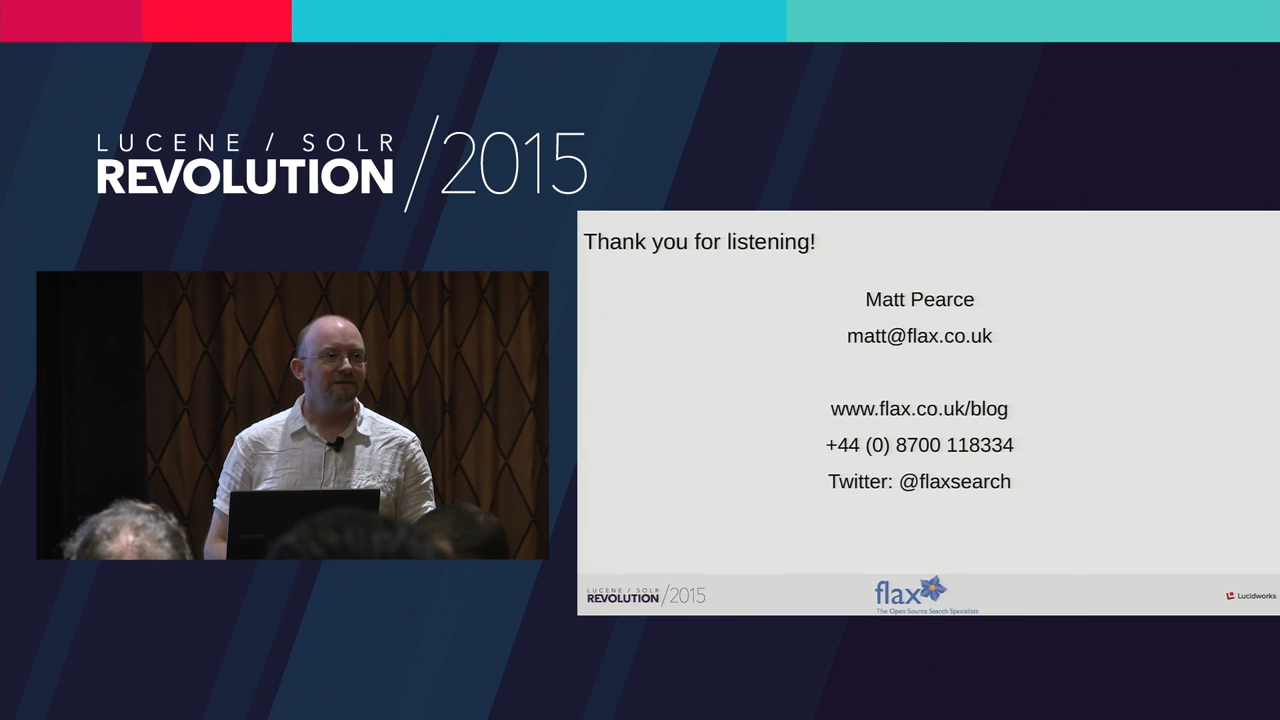 LUCENE / SOLR
REVOLUTION /2015
Thank you for listening!
Matt Pearce
matt@flax.co.uk
www.flax.co.uk/blog
+44 (0) 8700 118334
Twitter: @flaxsearch
LUCENE / SOLR
REVOLUTION /2015
flax
The Open Source Search Specialists
Lucidworks